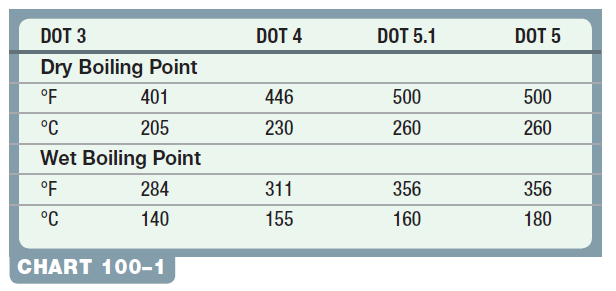 DOT 3 DOT 4 DOT 5.1 DOT 5
Dry Boiling Point
°F 401 446 500 500
°C 205 230 260 260
Wet Boiling Point
°F 284 311 356 356
°C 140 155 160 180
CHART 100–1